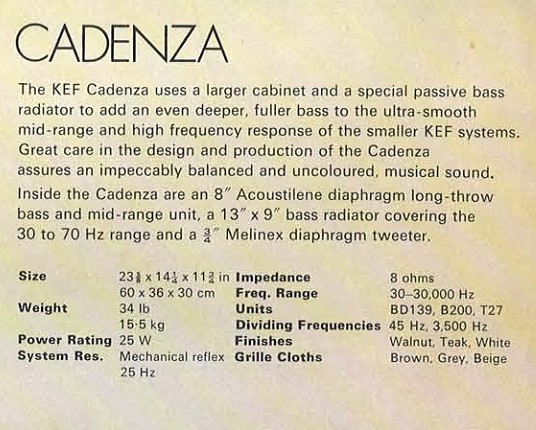 CADENZA
The KEF Cadenza uses a larger cabinet and a special passive bass
radiator to add an even deeper, fuller bass to the ultra-smooth
mid-range and high frequency response of the smaller KEF systems.
Great care in the design and production of the Cadenza
assures an impeccably balanced and uncoloured, musical sound.
Inside the Cadenza are an 8″ Acoustilene diaphragm long-throw
bass and mid-range unit, a 13″ x 9″ bass radiator covering the
30 to 70 Hz range and a ¾″ Melinex diaphragm tweeter.
Size 23⅝ x 14¼ x 11¾ in Impedance 8 ohms
60 x 36 x 30 cm Freq. Range 30–30,000 Hz
Weight 34 lb Units BD139, B200, T27
15·5 kg Dividing Frequencies 45 Hz, 3,500 Hz
Power Rating 25 W Finishes Walnut, Teak, White
System Res. Mechanical reflex Grille Cloths Brown, Grey, Beige
25 Hz